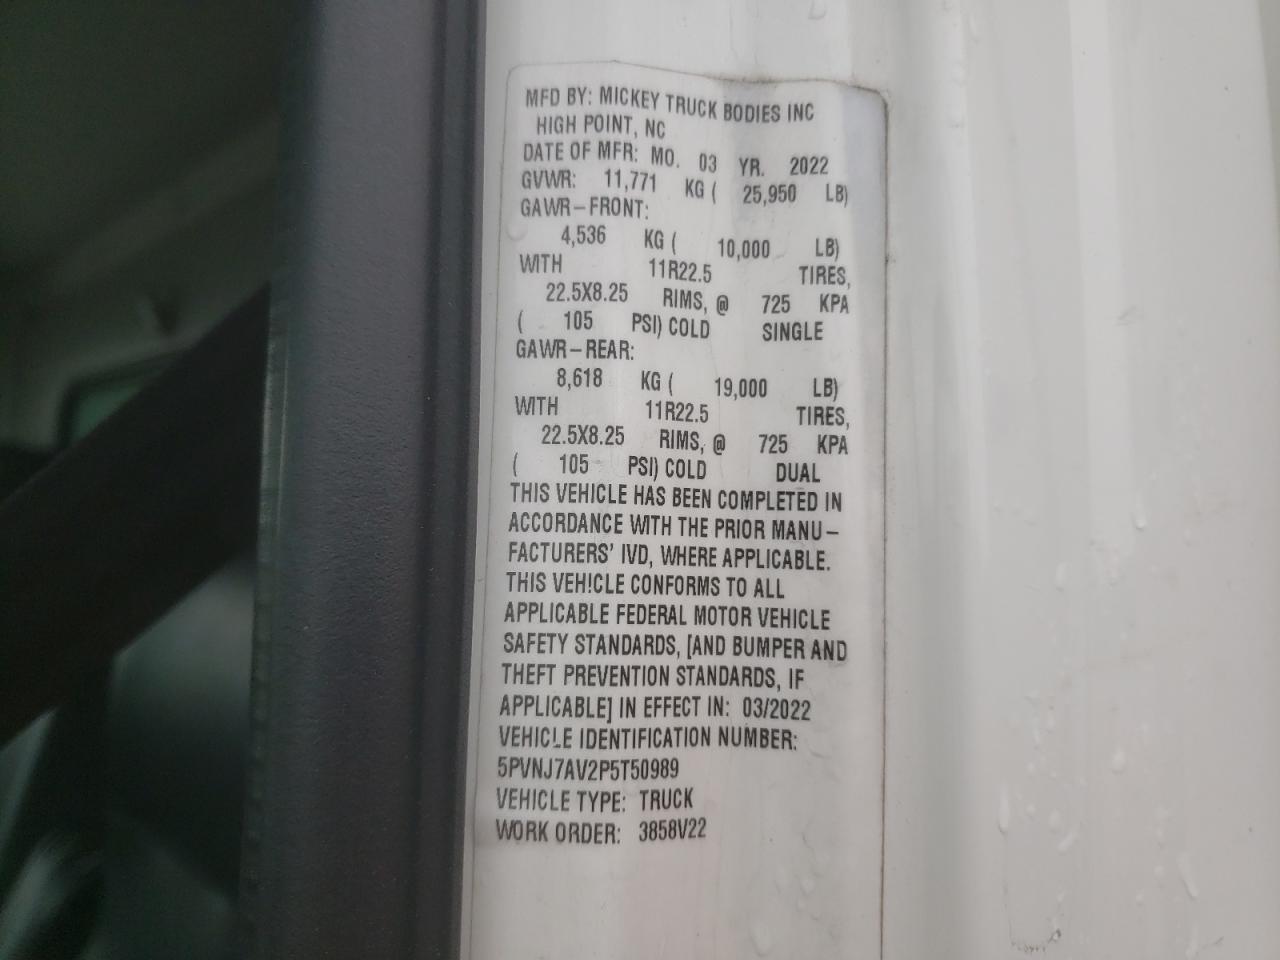 MFD BY: MICKEY TRUCK BODIES INC
HIGH POINT, NC
DATE OF MFR: MO. 03 YR. 2022
GVWR: 11,771 KG ( 25,950 LB)
GAWR-FRONT:
4,536 KG ( 10,000 LB)
WITH 11R22.5 TIRES,
22.5X8.25 RIMS, @ 725 KPA
( 105 PSI) COLD SINGLE
GAWR-REAR:
8,618 KG ( 19,000 LB)
WITH 11R22.5 TIRES,
22.5X8.25 RIMS, @ 725 KPA
( 105 PSI) COLD DUAL
THIS VEHICLE HAS BEEN COMPLETED IN
ACCORDANCE WITH THE PRIOR MANU-
FACTURERS' IVD, WHERE APPLICABLE.
THIS VEHICLE CONFORMS TO ALL
APPLICABLE FEDERAL MOTOR VEHICLE
SAFETY STANDARDS, [AND BUMPER AND
THEFT PREVENTION STANDARDS, IF
APPLICABLE] IN EFFECT IN: 03/2022
VEHICLE IDENTIFICATION NUMBER:
5PVNJ7AV2P5T50989
VEHICLE TYPE: TRUCK
WORK ORDER: 3858V22